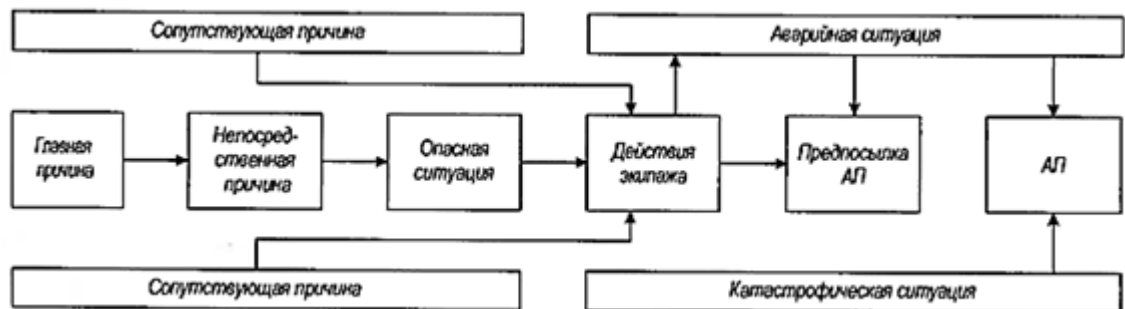 Сопутствующая причина
Аварийная ситуация
Главная
причина
Непосред-
ственная
причина
Опасная
ситуация
Действия
экипажа
Предпосылка
АП
АП
Сопутствующая причина
Катастрофическая ситуация